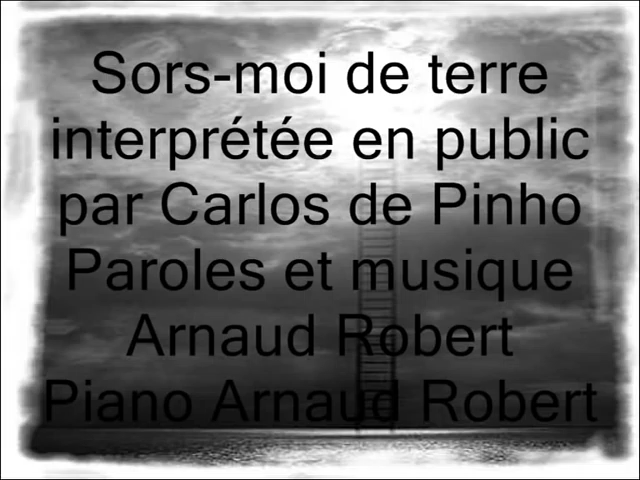 Sors-moi de terre
interprétée en public
par Carlos de Pinho
Paroles et musique
Arnaud Robert
Piano Arnaud Robert